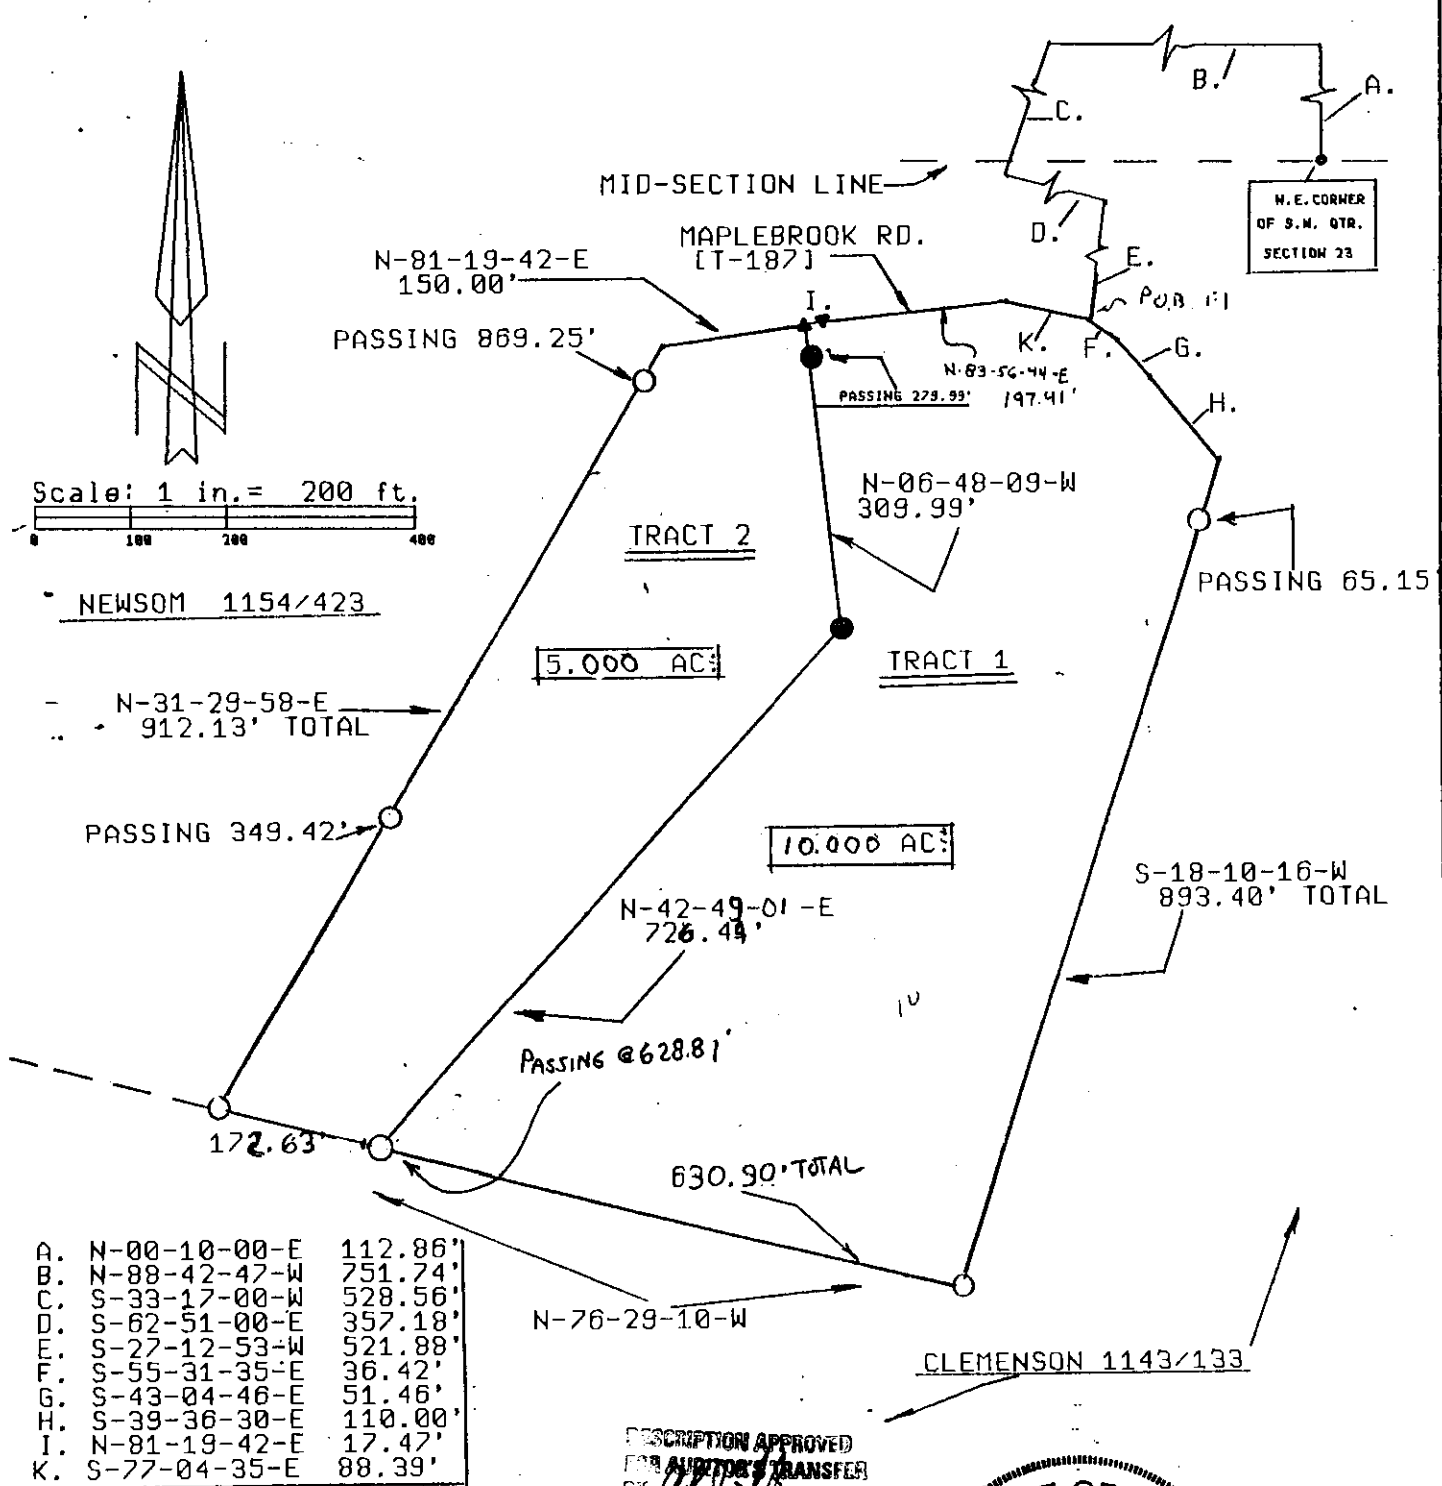 B.
A.
C.
MID-SECTION LINE
N.E. CORNER
OF S.W. QTR.
SECTION 23
D.
MAPLEBROOK RD.
[T-187]
N-81-19-42-E
150.00'
E.
P.O.B. #1
I.
PASSING 869.25'
K.
F.
G.
N-83-56-44-E
197.41'
PASSING 279.99'
H.
N-06-48-09-W
309.99'
Scale: 1 in.= 200 ft.
0 100 200 400
TRACT 2
PASSING 65.15'
NEWSOM 1154/423
5.000 AC.
TRACT 1
N-31-29-58-E
912.13' TOTAL
PASSING 349.42'
10.000 AC.
S-18-10-16-W
893.40' TOTAL
N-42-49-01-E
726.44'
PASSING @ 628.81'
172.63'
630.90' TOTAL
N-76-29-10-W
CLEMENSON 1143/133
A. N-00-10-00-E 112.86'
B. N-88-42-47-W 751.74'
C. S-33-17-00-W 528.56'
D. S-62-51-00-E 357.18'
E. S-27-12-53-W 521.88'
F. S-55-31-35-E 36.42'
G. S-43-04-46-E 51.46'
H. S-39-36-30-E 110.00'
I. N-81-19-42-E 17.47'
K. S-77-04-35-E 88.39'
DESCRIPTION APPROVED
FOR AUDITOR'S TRANSFER